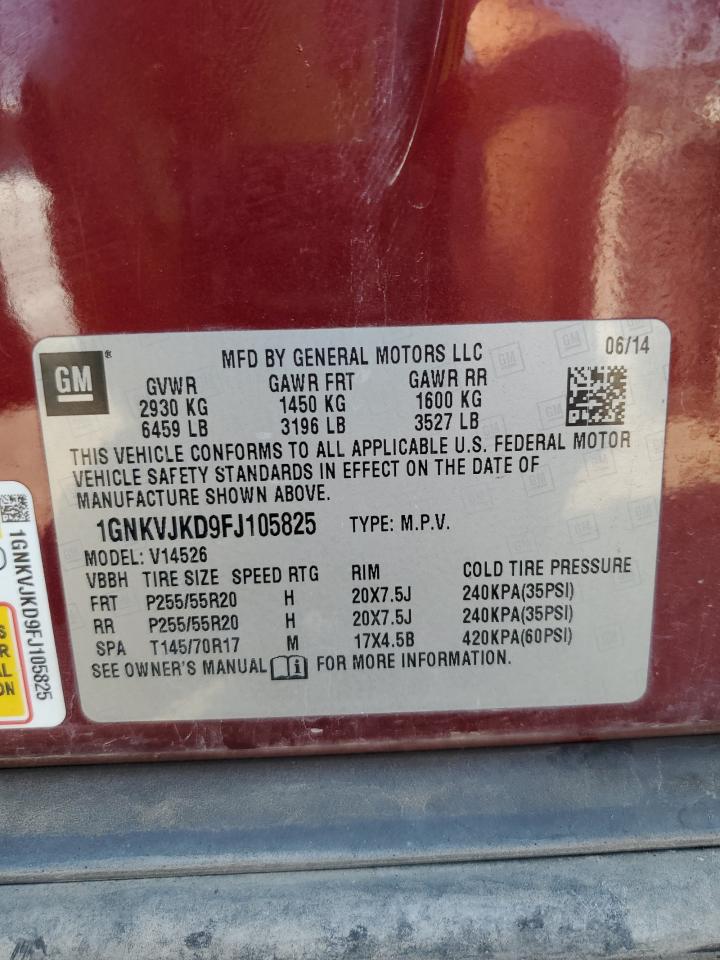 GM ®
MFD BY GENERAL MOTORS LLC 06/14
GVWR GAWR FRT GAWR RR
2930 KG 1450 KG 1600 KG
6459 LB 3196 LB 3527 LB
THIS VEHICLE CONFORMS TO ALL APPLICABLE U.S. FEDERAL MOTOR
VEHICLE SAFETY STANDARDS IN EFFECT ON THE DATE OF
MANUFACTURE SHOWN ABOVE.
1GNKVJKD9FJ105825 TYPE: M.P.V.
MODEL: V14526
VBBH TIRE SIZE SPEED RTG RIM COLD TIRE PRESSURE
FRT P255/55R20 H 20X7.5J 240KPA(35PSI)
RR P255/55R20 H 20X7.5J 240KPA(35PSI)
SPA T145/70R17 M 17X4.5B 420KPA(60PSI)
SEE OWNER'S MANUAL i FOR MORE INFORMATION.
1GNKVJKD9FJ105825